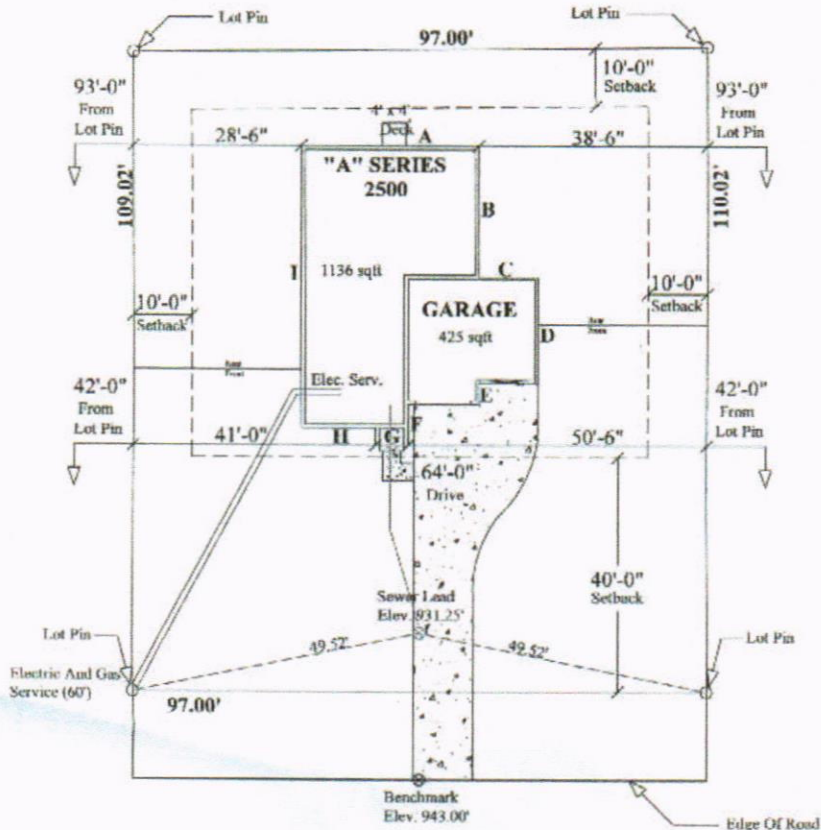 Lot Pin
Lot Pin
97.00'
10'-0"
Setback
93'-0"
From
Lot Pin
93'-0"
From
Lot Pin
4' x 4'
Deck
A
28'-6"
38'-6"
"A" SERIES
2500
B
109.02'
110.02'
I
1136 sqft
C
10'-0"
Setback
10'-0"
Setback
GARAGE
425 sqft
D
Elec. Serv.
E
42'-0"
From
Lot Pin
42'-0"
From
Lot Pin
F
41'-0"
H
G
50'-6"
64'-0"
Drive
40'-0"
Setback
Sewer Lead
Elev. 931.25'
Lot Pin
49.52'
49.52'
Lot Pin
Electric And Gas
Service (60')
97.00'
Benchmark
Elev. 943.00'
Edge Of Road